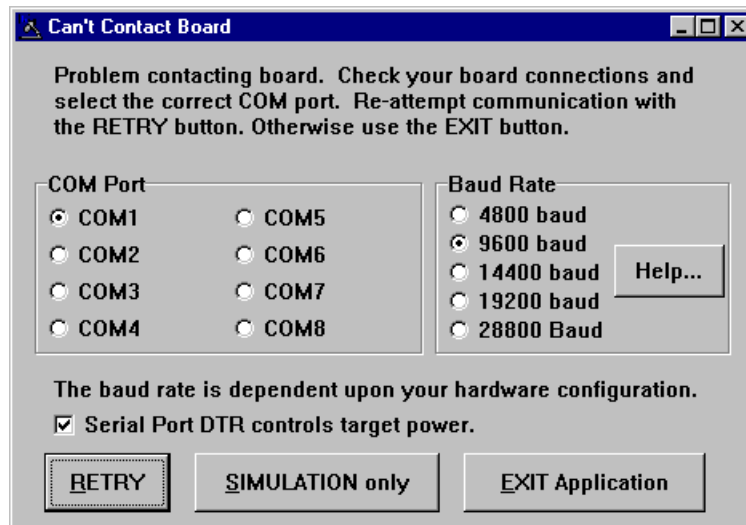 Can't Contact Board
Problem contacting board. Check your board connections and
select the correct COM port. Re-attempt communication with
the RETRY button. Otherwise use the EXIT button.
COM Port
COM1
COM2
COM3
COM4
COM5
COM6
COM7
COM8
Baud Rate
4800 baud
9600 baud
14400 baud
19200 baud
28800 Baud
Help...
The baud rate is dependent upon your hardware configuration.
Serial Port DTR controls target power.
RETRY
SIMULATION only
EXIT Application